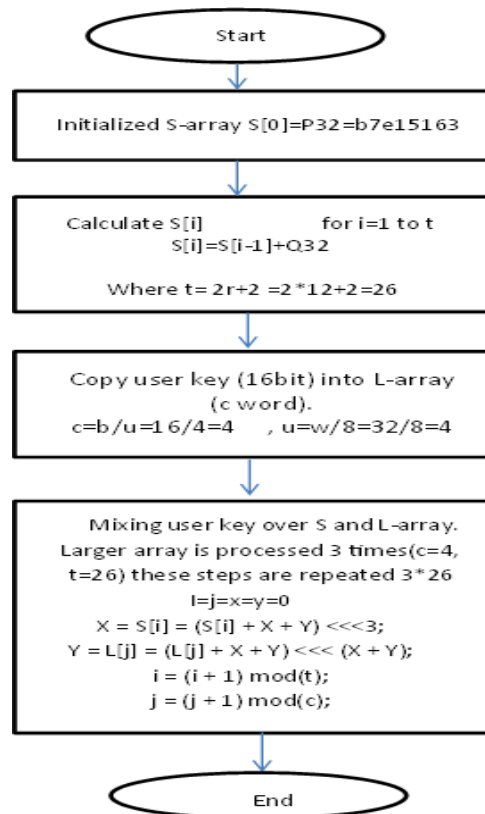 Start
Initialized S-array S[0]=P32=b7e15163
Calculate S[i] for i=1 to t
S[i]=S[i-1]+Q32
Where t= 2r+2 =2*12+2=26
Copy user key (16bit) into L-array
(c word).
c=b/u=16/4=4 , u=w/8=32/8=4
Mixing user key over S and L-array.
Larger array is processed 3 times(c=4,
t=26) these steps are repeated 3*26
I=j=x=y=0
X = S[i] = (S[i] + X + Y) <<<3;
Y = L[j] = (L[j] + X + Y) <<< (X + Y);
i = (i + 1) mod(t);
j = (j + 1) mod(c);
End